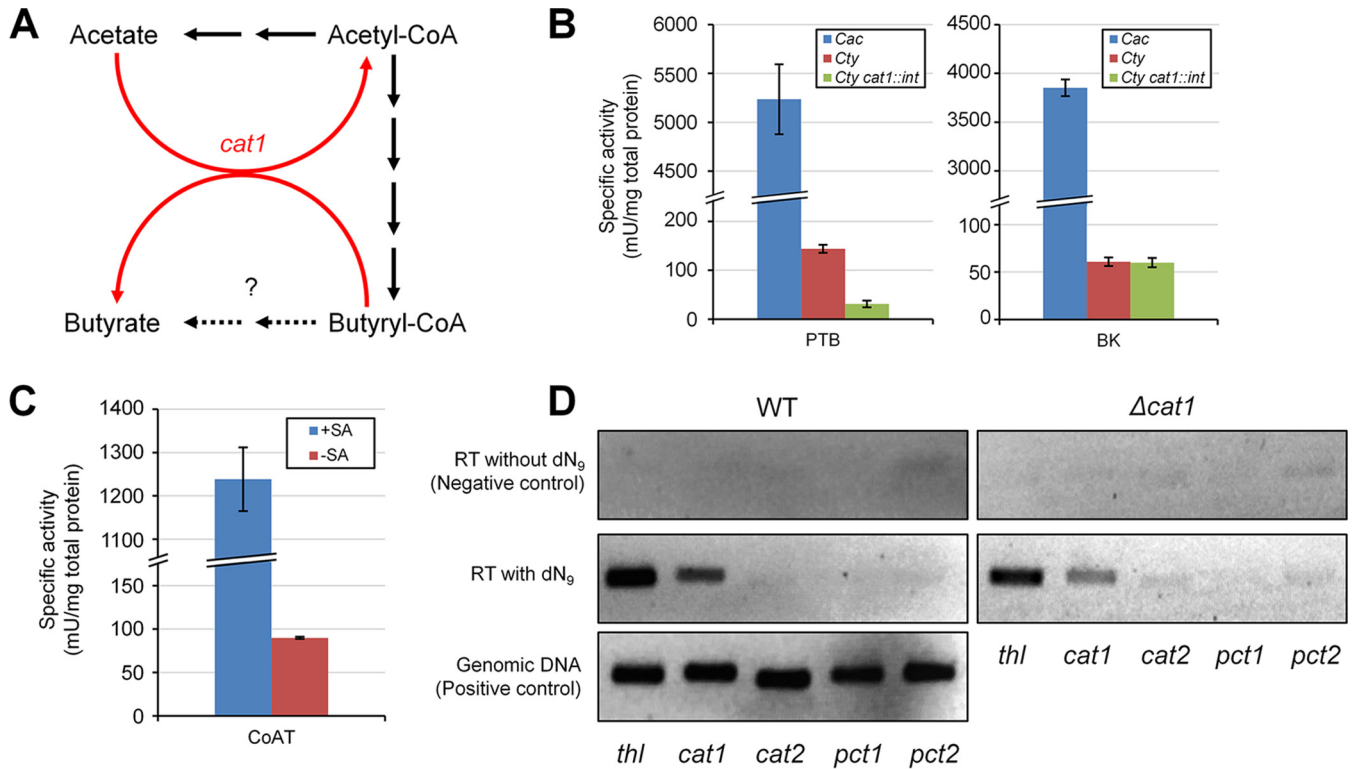 A
Acetate
Acetyl-CoA
cat1
?
Butyrate
Butyryl-CoA
B
Specific activity
(mU/mg total protein)
6000
5500
5000
4500
200
100
0
Cac
Cty
Cty cat1::int
PTB
4500
4000
3500
3000
100
50
0
Cac
Cty
Cty cat1::int
BK
C
Specific activity
(mU/mg total protein)
1400
1300
1200
1100
150
100
50
0
+SA
-SA
CoAT
D
WT
Δcat1
RT without dN₉
(Negative control)
RT with dN₉
Genomic DNA
(Positive control)
thl cat1 cat2 pct1 pct2
thl cat1 cat2 pct1 pct2